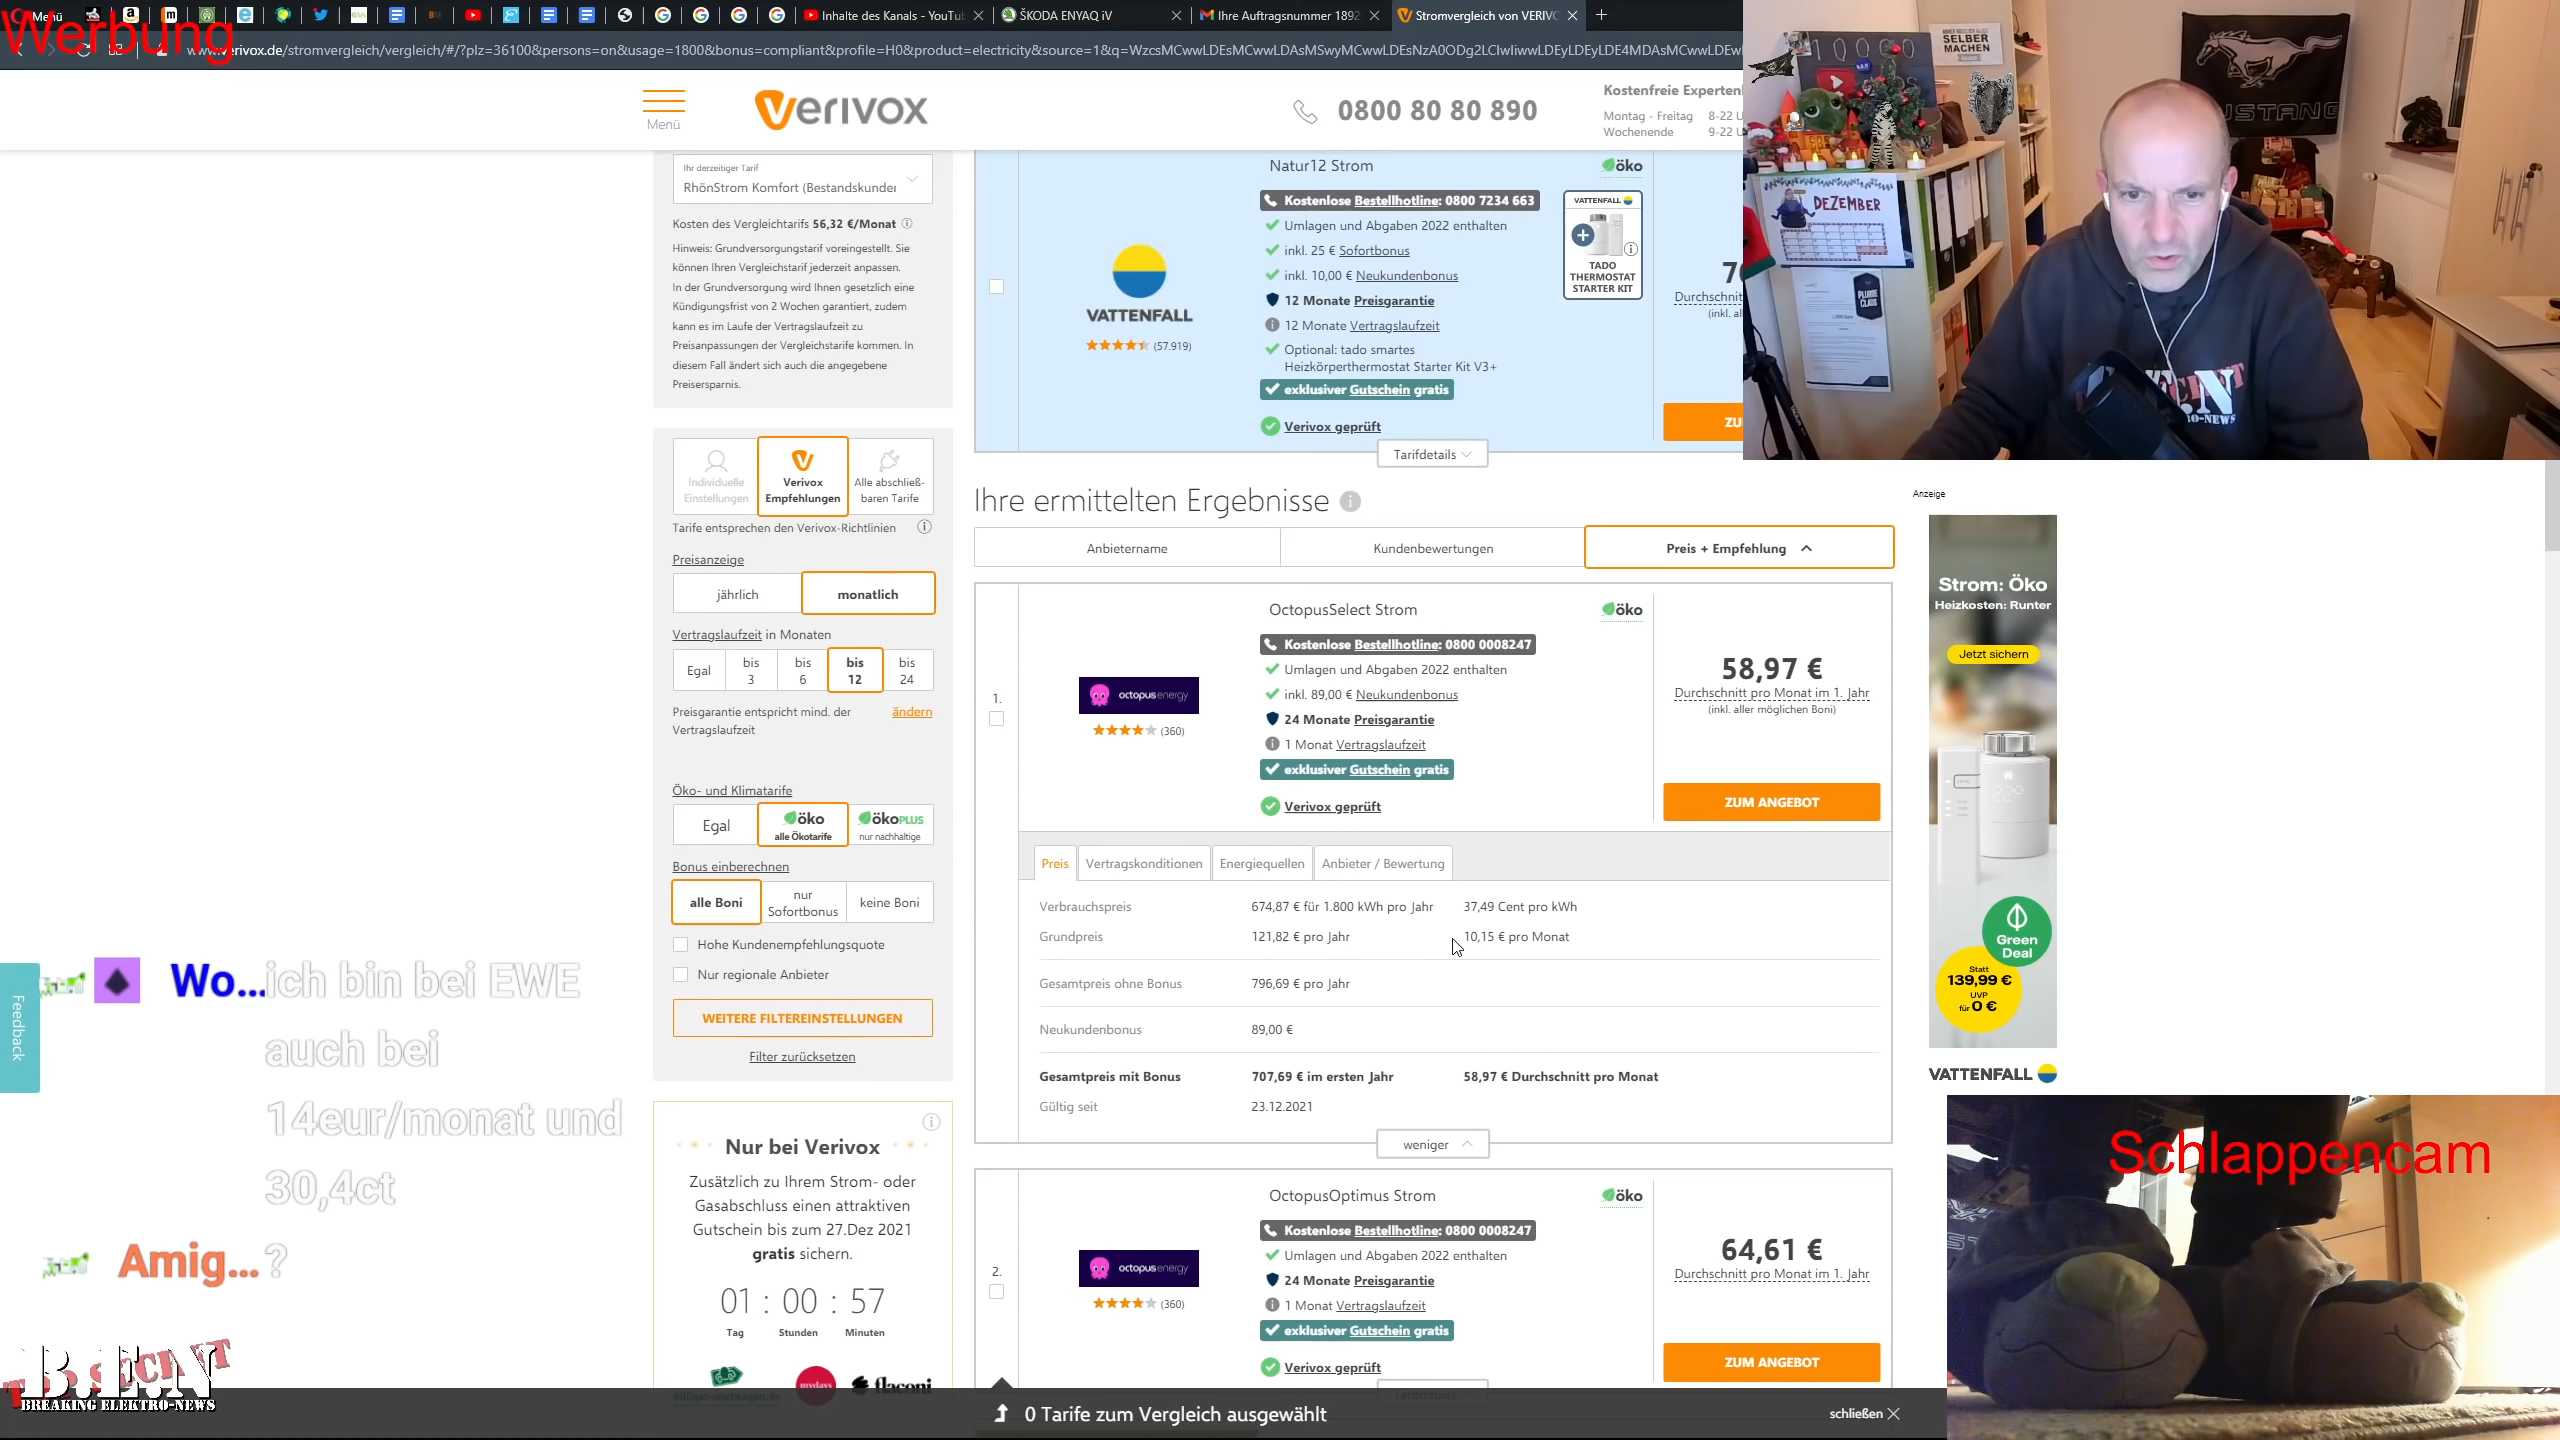 Menü
Inhalte des Kanals - YouTub
ŠKODA ENYAQ iV
Ihre Auftragsnummer 1892
Stromvergleich von VERIVO
Werbung
www.verivox.de/stromvergleich/vergleich/#/?plz=36100&persons=on&usage=1800&bonus=compliant&profile=H0&product=electricity&source=1&q=
Menü
Verivox
0800 80 80 890
Kostenfreie Experten
Montag - Freitag 8-22 U
Wochenende 9-22 U
Ihr derzeitiger Tarif
RhönStrom Komfort (Bestandskunden
Kosten des Vergleichtarifs 56,32 €/Monat
Hinweis: Grundversorgungstarif voreingestellt. Sie
können Ihren Vergleichstarif jederzeit anpassen.
In der Grundversorgung wird Ihnen gesetzlich eine
Kündigungsfrist von 2 Wochen garantiert, zudem
kann es im Laufe der Vertragslaufzeit zu
Preisanpassungen der Vergleichstarife kommen. In
diesem Fall ändert sich auch die angegebene
Preisersparnis.
Individuelle
Einstellungen
Verivox
Empfehlungen
Alle abschließ-
baren Tarife
Tarife entsprechen den Verivox-Richtlinien
Preisanzeige
jährlich
monatlich
Vertragslaufzeit in Monaten
Egal
bis
3
bis
6
bis
12
bis
24
Preisgarantie entspricht mind. der
Vertragslaufzeit
ändern
Öko- und Klimatarife
Egal
öko
alle Ökotarife
ökoPLUS
nur nachhaltige
Bonus einberechnen
alle Boni
nur
Sofortbonus
keine Boni
Hohe Kundenempfehlungsquote
Nur regionale Anbieter
WEITERE FILTEREINSTELLUNGEN
Filter zurücksetzen
Nur bei Verivox
Zusätzlich zu Ihrem Strom- oder
Gasabschluss einen attraktiven
Gutschein bis zum 27.Dez 2021
gratis sichern.
01 : 00 : 57
Tag Stunden Minuten
mydays
flaconi
Natur12 Strom
öko
Kostenlose Bestellhotline: 0800 7234 663
Umlagen und Abgaben 2022 enthalten
inkl. 25 € Sofortbonus
inkl. 10,00 € Neukundenbonus
12 Monate Preisgarantie
12 Monate Vertragslaufzeit
Optional: tado smartes
Heizkörperthermostat Starter Kit V3+
exklusiver Gutschein gratis
Verivox geprüft
VATTENFALL
(57.919)
VATTENFALL
TADO
THERMOSTAT
STARTER KIT
Durchschnit
(inkl. al
ZU
Tarifdetails
Ihre ermittelten Ergebnisse
Anbietername
Kundenbewertungen
Preis + Empfehlung
1.
OctopusSelect Strom
öko
Kostenlose Bestellhotline: 0800 0008247
Umlagen und Abgaben 2022 enthalten
inkl. 89,00 € Neukundenbonus
24 Monate Preisgarantie
1 Monat Vertragslaufzeit
exklusiver Gutschein gratis
Verivox geprüft
octopusenergy
(360)
58,97 €
Durchschnitt pro Monat im 1. Jahr
(inkl. aller möglichen Boni)
ZUM ANGEBOT
Preis
Vertragskonditionen
Energiequellen
Anbieter / Bewertung
Verbrauchspreis 674,87 € für 1.800 kWh pro Jahr 37,49 Cent pro kWh
Grundpreis 121,82 € pro Jahr 10,15 € pro Monat
Gesamtpreis ohne Bonus 796,69 € pro Jahr
Neukundenbonus 89,00 €
Gesamtpreis mit Bonus 707,69 € im ersten Jahr 58,97 € Durchschnitt pro Monat
Gültig seit 23.12.2021
weniger
2.
OctopusOptimus Strom
öko
Kostenlose Bestellhotline: 0800 0008247
Umlagen und Abgaben 2022 enthalten
24 Monate Preisgarantie
1 Monat Vertragslaufzeit
exklusiver Gutschein gratis
Verivox geprüft
octopusenergy
(360)
64,61 €
Durchschnitt pro Monat im 1. Jahr
ZUM ANGEBOT
Tarifdetails
0 Tarife zum Vergleich ausgewählt
schließen
Anzeige
Strom: Öko
Heizkosten: Runter
Jetzt sichern
Green
Deal
Statt
139,99 €
UVP
für 0 €
VATTENFALL
Feedback
Wo...ich bin bei EWE
auch bei
14eur/monat und
30,4ct
Amig...?
B.E.N
BREAKING ELEKTRO-NEWS
10000
SELBER
MACHEN
DEZEMBER
MUSTANG
Schlappencam